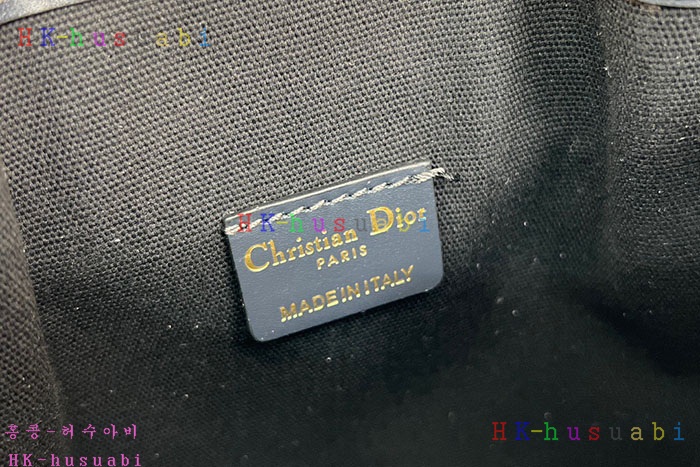 HK-husuabi
HK-husuabi
Christian Dior
PARIS
MADE IN ITALY
홍콩-허수아비
HK-husuabi
HK-husuabi